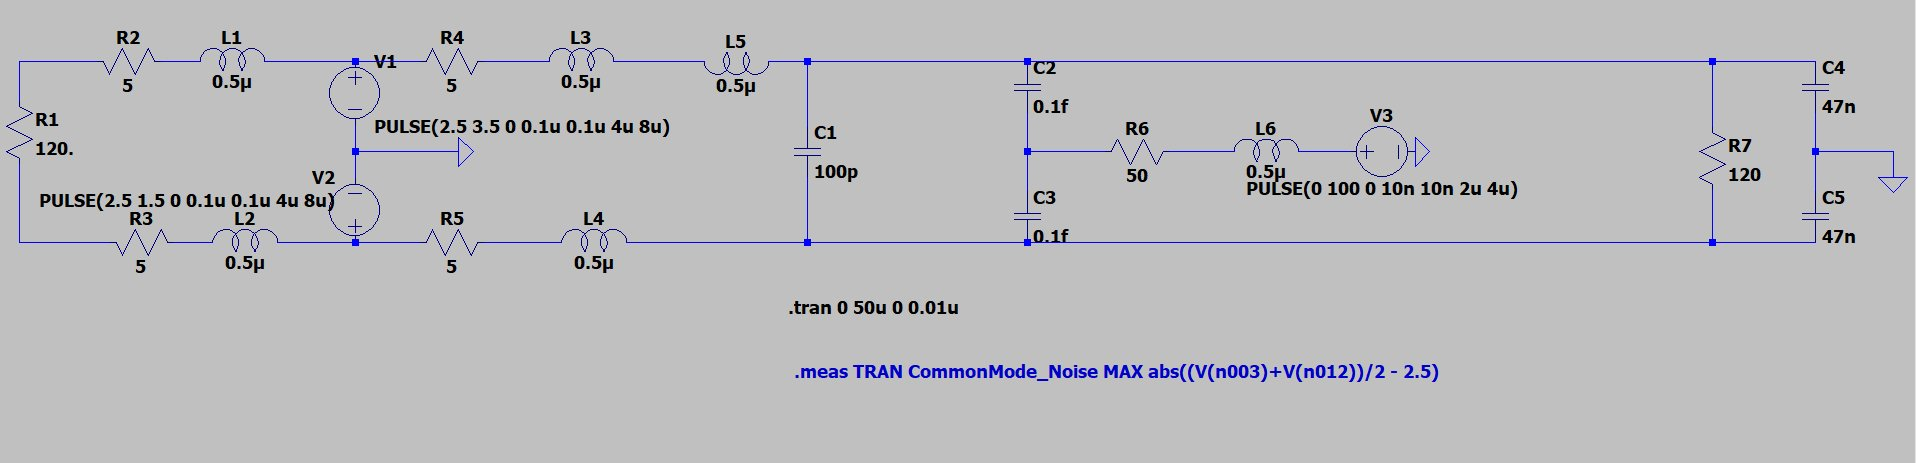 R2
5
L1
0.5µ
V1
PULSE(2.5 3.5 0 0.1u 0.1u 4u 8u)
R4
5
L3
0.5µ
L5
0.5µ
R1
120.
V2
PULSE(2.5 1.5 0 0.1u 0.1u 4u 8u)
R3
5
L2
0.5µ
R5
5
L4
0.5µ
C1
100p
C2
0.1f
C3
0.1f
R6
50
L6
0.5µ
V3
PULSE(0 100 0 10n 10n 2u 4u)
R7
120
C4
47n
C5
47n
.tran 0 50u 0 0.01u
.meas TRAN CommonMode_Noise MAX abs((V(n003)+V(n012))/2 - 2.5)